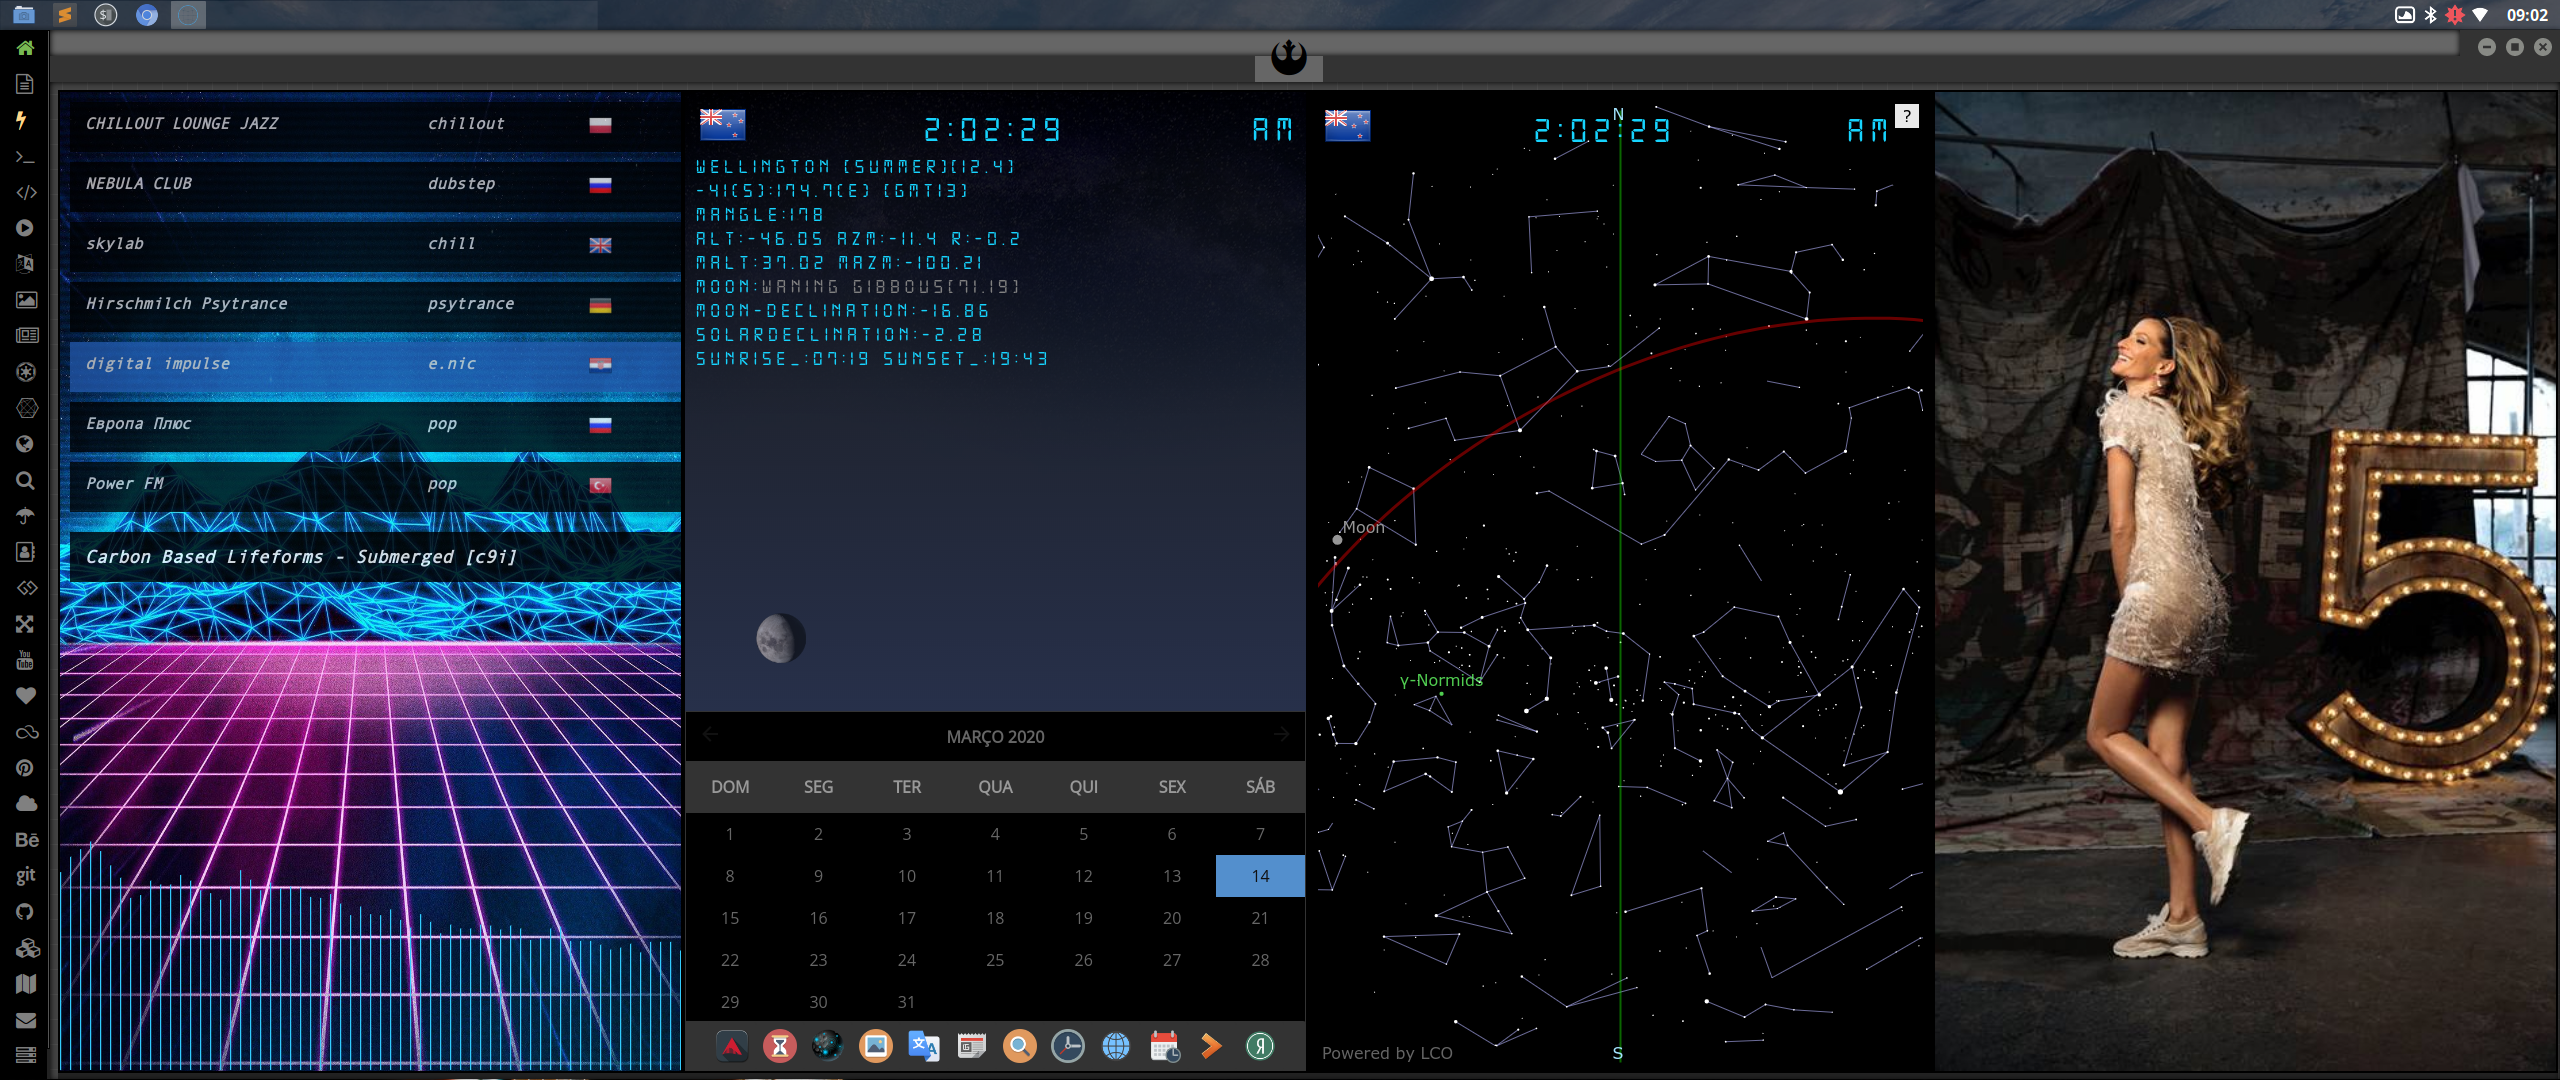 09:02
CHILLOUT LOUNGE JAZZ chillout
NEBULA CLUB dubstep
skylab chill
Hirschmilch Psytrance psytrance
digital impulse e.nic
Европа Плюс pop
Power FM pop
Carbon Based Lifeforms - Submerged [c9i]
You
Tube
Bē
git
2:02:29 AM
WELLINGTON [SUMMER][12.4]
-41(S):174.7(E) [GMT13]
MANGLE:178
ALT:-46.05 AZM:-11.4 R:-0.2
MALT:37.02 MAZM:-100.21
MOON:WANING GIBBOUS[71.19]
MOON-DECLINATION:-16.86
SOLARDECLINATION:-2.28
SUNRISE_:07:19 SUNSET_:19:43
MARÇO 2020
DOM SEG TER QUA QUI SEX SÁB
1 2 3 4 5 6 7
8 9 10 11 12 13 14
15 16 17 18 19 20 21
22 23 24 25 26 27 28
29 30 31
N
2:02:29 AM
?
Moon
γ-Normids
Powered by LCO
S
5